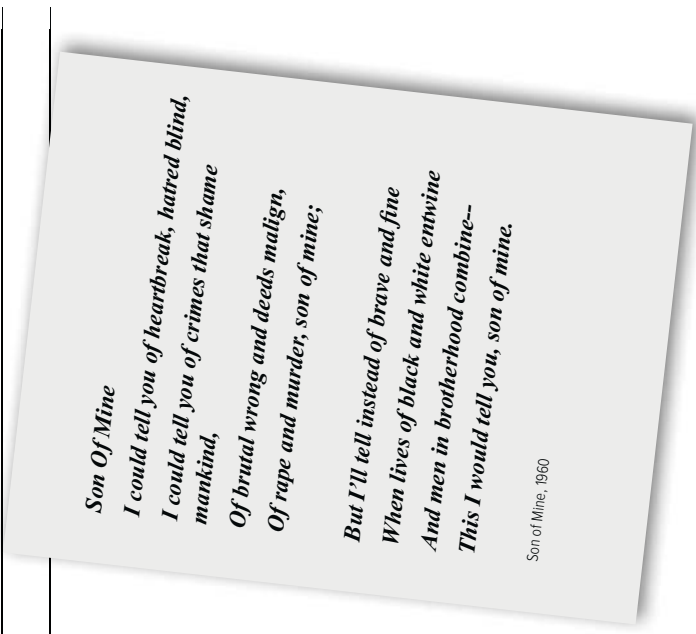 Son Of Mine
I could tell you of heartbreak, hatred blind,
I could tell you of crimes that shame
mankind,
Of brutal wrong and deeds malign,
Of rape and murder, son of mine;
But I’ll tell instead of brave and fine
When lives of black and white entwine
And men in brotherhood combine--
This I would tell you, son of mine.
Son of Mine, 1960